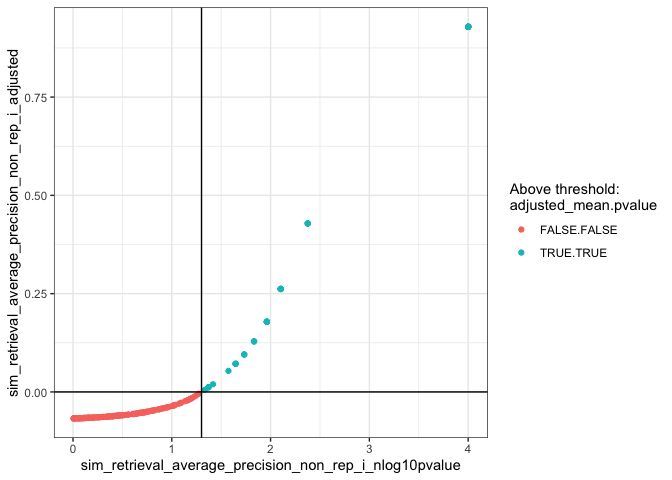 sim_retrieval_average_precision_non_rep_i_adjusted
0.75
0.50
0.25
0.00
0
1
2
3
4
sim_retrieval_average_precision_non_rep_i_nlog10pvalue
Above threshold:
adjusted_mean.pvalue
FALSE.FALSE
TRUE.TRUE